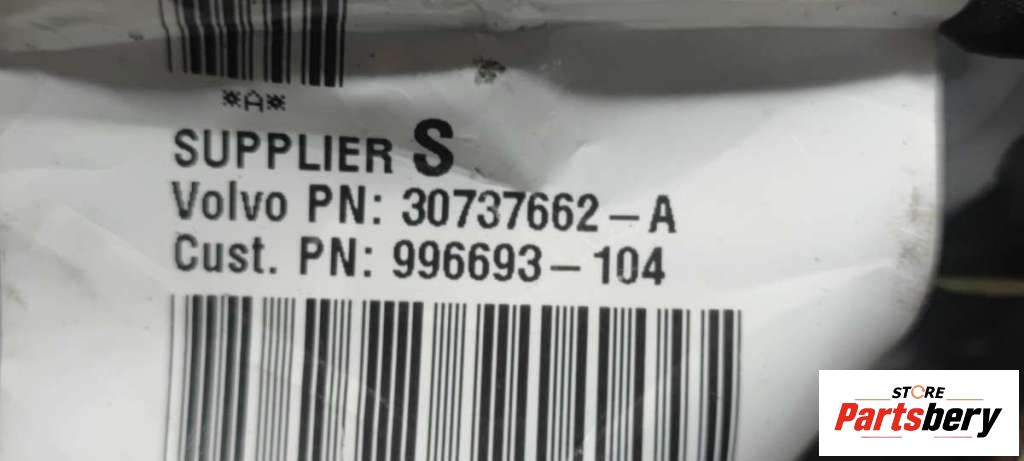 *A*
SUPPLIER S
Volvo PN: 30737662-A
Cust. PN: 996693-104
STORE
Partsbery